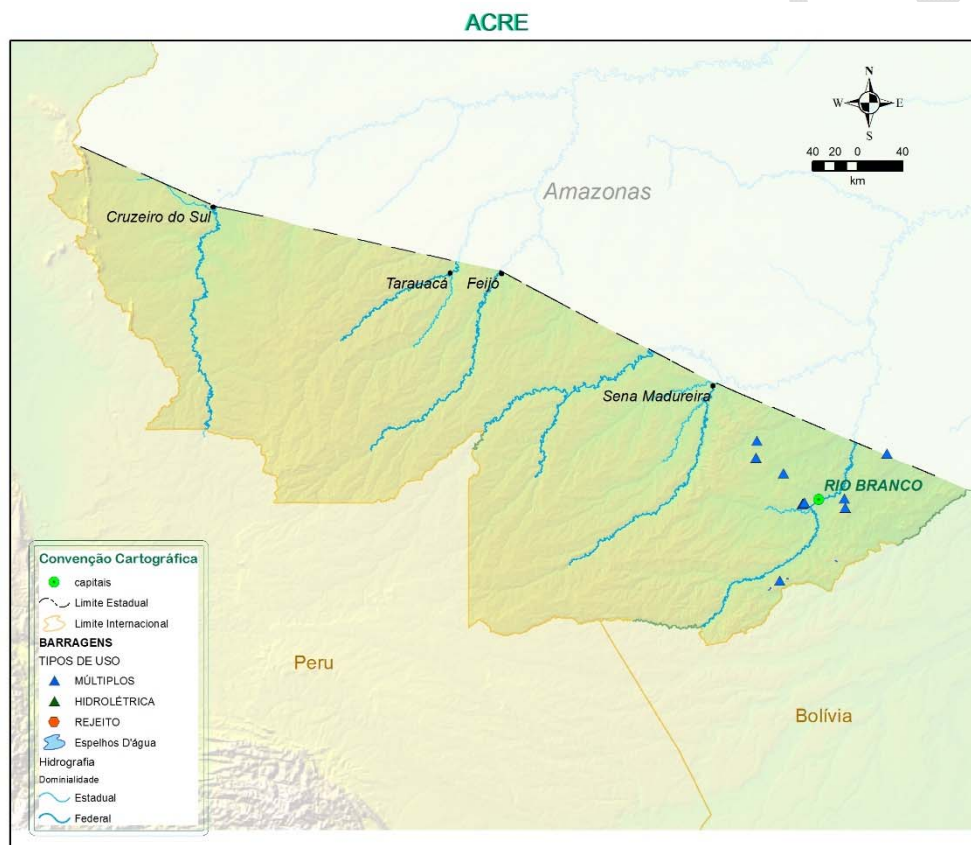 ACRE
N
W
E
S
40 20 0 40
km
Amazonas
Cruzeiro do Sul
Tarauacá
Feijó
Sena Madureira
RIO BRANCO
Peru
Bolívia
Convenção Cartográfica
capitais
Limite Estadual
Limite Internacional
BARRAGENS
TIPOS DE USO
MÚLTIPLOS
HIDROLÉTRICA
REJEITO
Espelhos D'água
Hidrografia
Dominialidade
Estadual
Federal